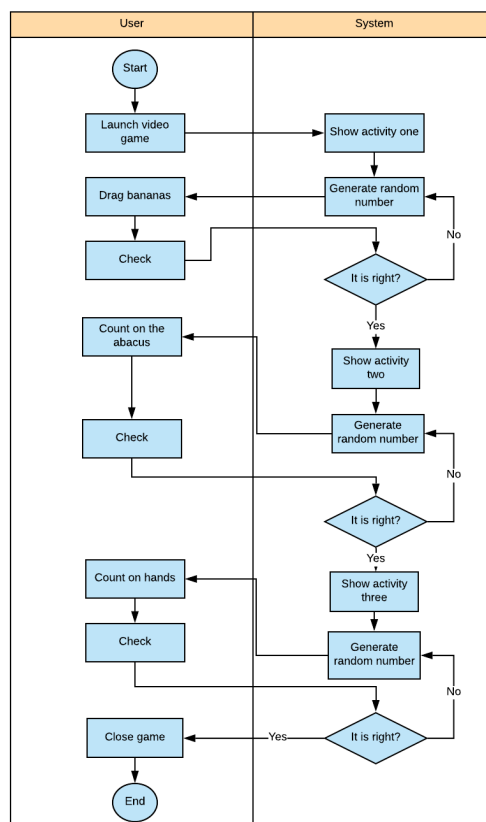 User
System
Start
Launch video
game
Show activity one
Drag bananas
Generate random
number
No
Check
It is right?
Yes
Count on the
abacus
Show activity
two
Check
Generate
random number
No
It is right?
Yes
Count on hands
Show activity
three
Check
Generate
random number
No
Close game
Yes
It is right?
End